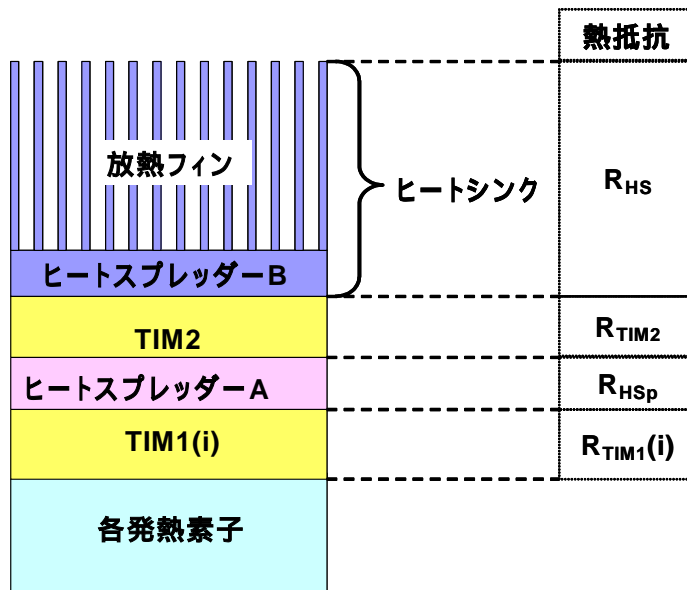 熱抵抗
放熱フィン
ヒートシンク
RHS
ヒートスプレッダーB
TIM2
RTIM2
ヒートスプレッダーA
RHSp
TIM1(i)
RTIM1(i)
各発熱素子